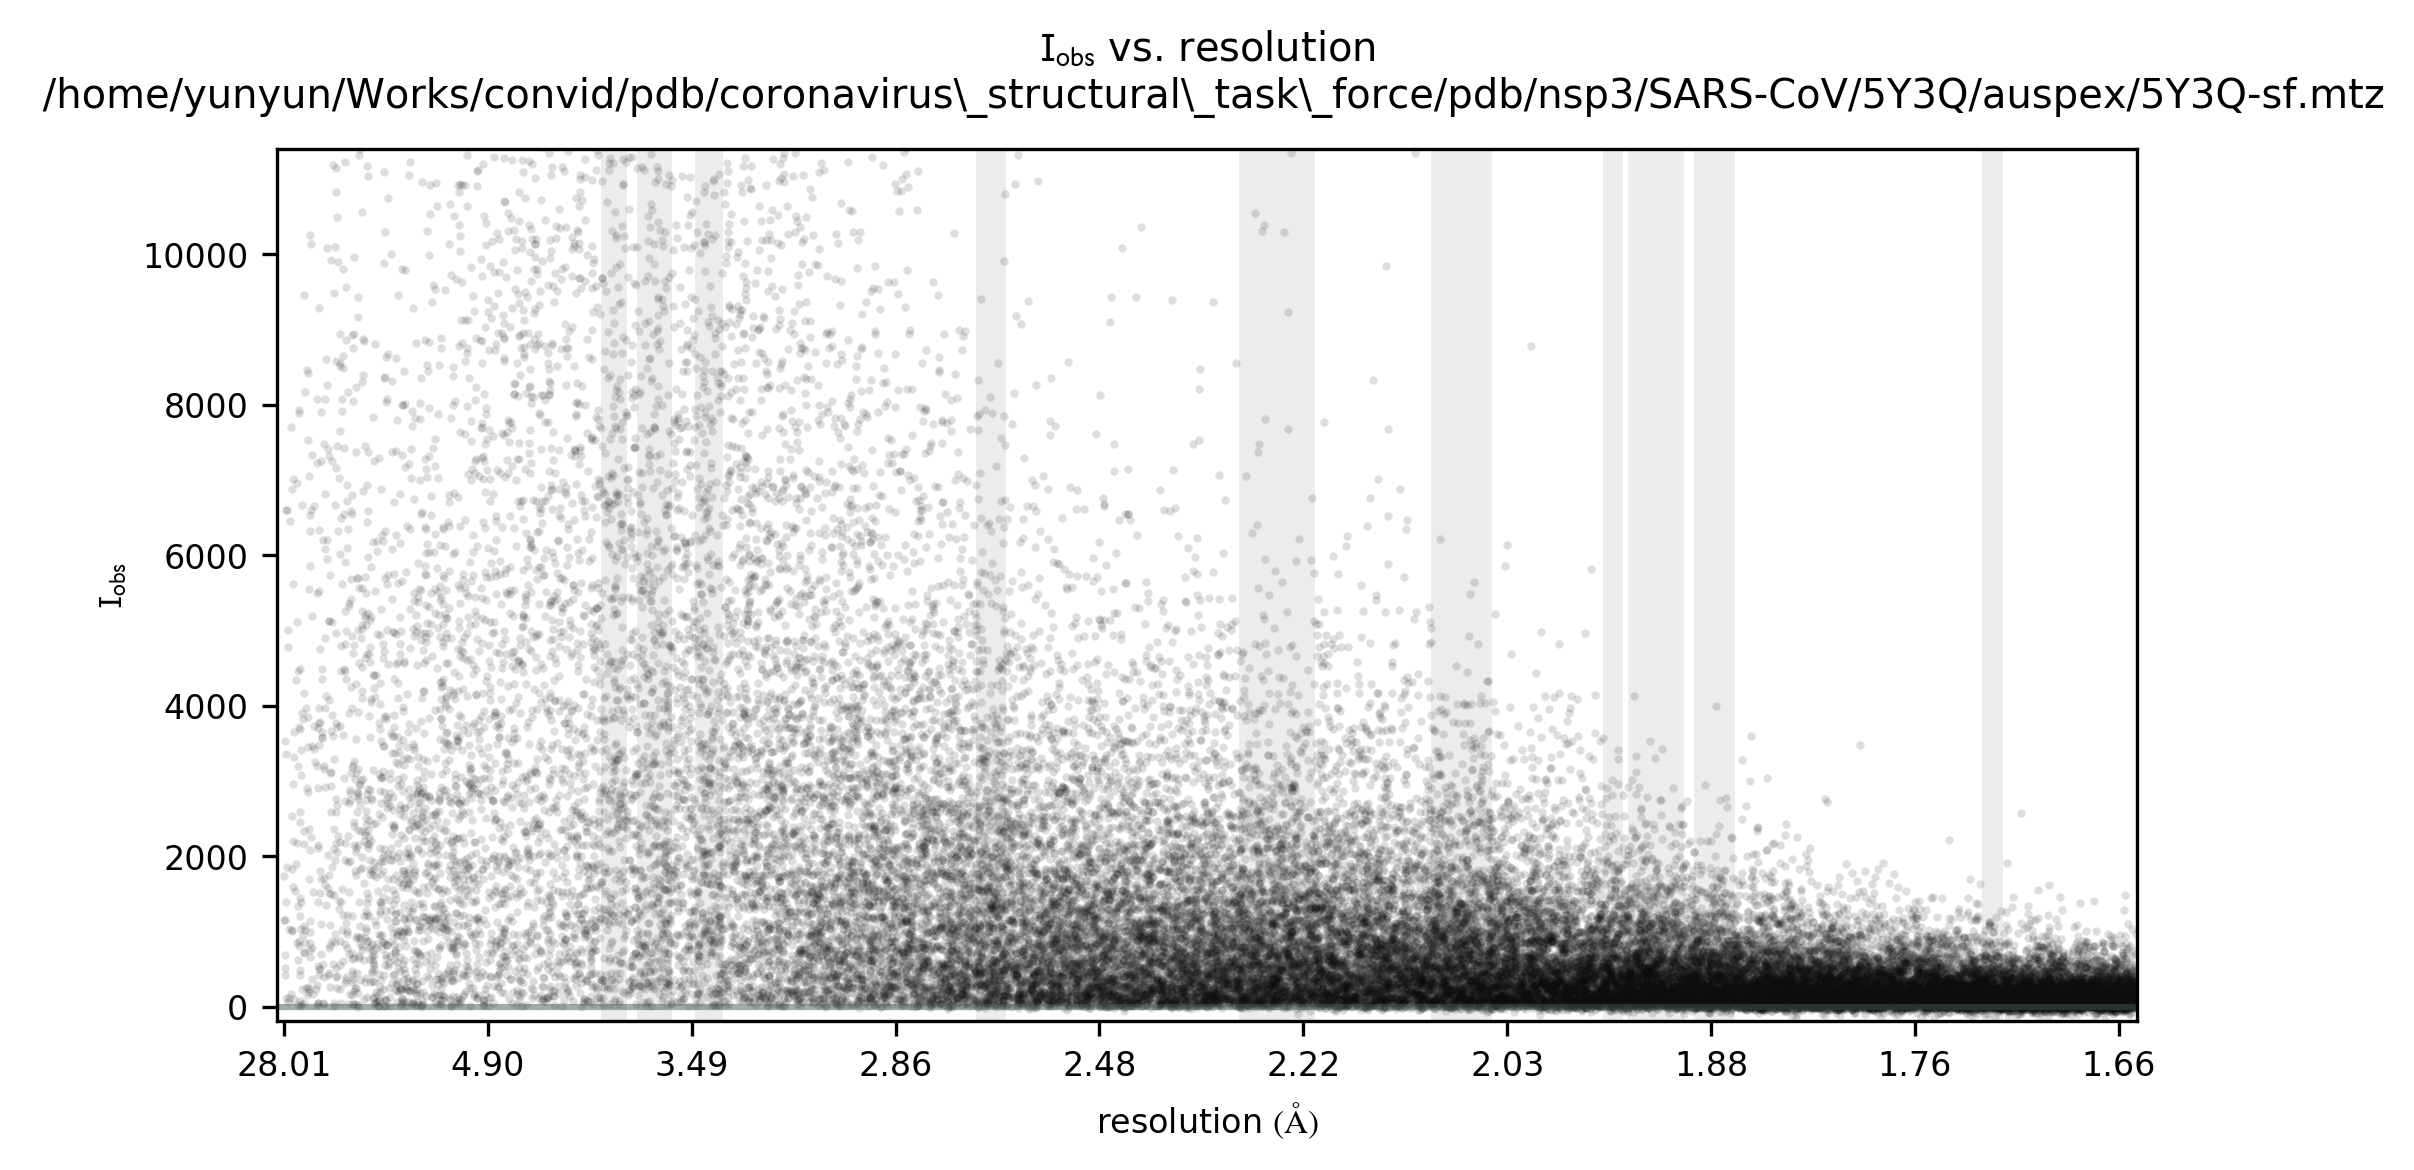 Iobs vs. resolution
/home/yunyun/Works/convid/pdb/coronavirus\_structural\_task\_force/pdb/nsp3/SARS-CoV/5Y3Q/auspex/5Y3Q-sf.mtz
10000
8000
6000
4000
2000
0
Iobs
28.01 4.90 3.49 2.86 2.48 2.22 2.03 1.88 1.76 1.66
resolution (Å)